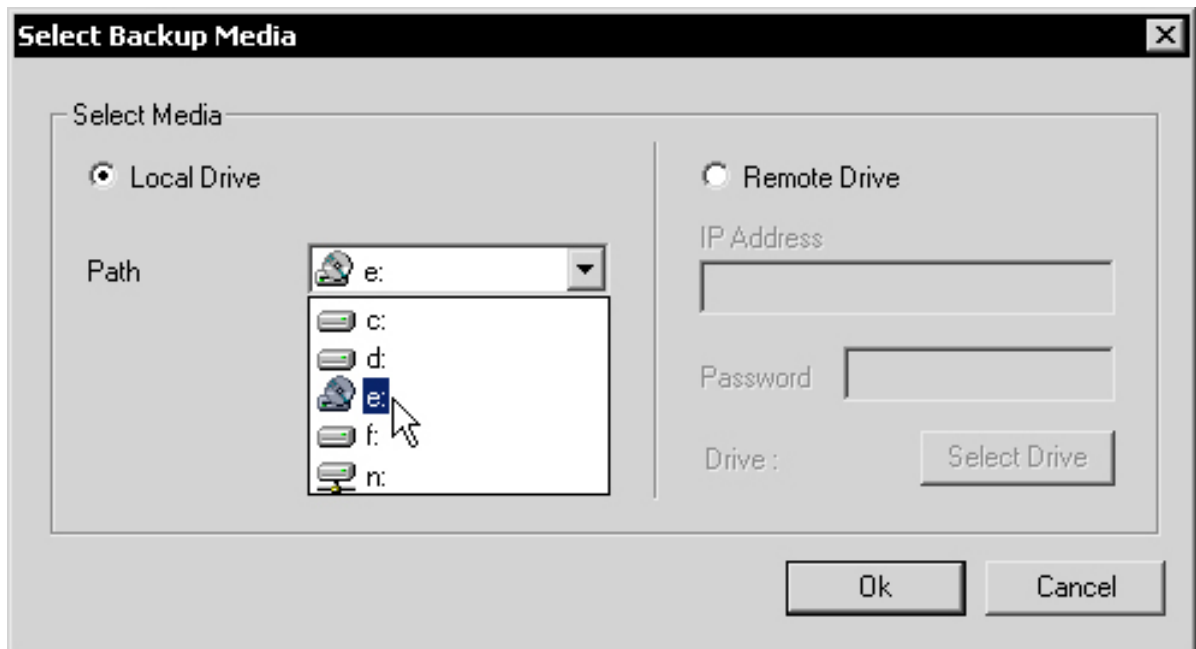 Select Backup Media
Select Media
Local Drive
Path
e:
c:
d:
e:
f:
n:
Remote Drive
IP Address
Password
Drive :
Select Drive
Ok
Cancel